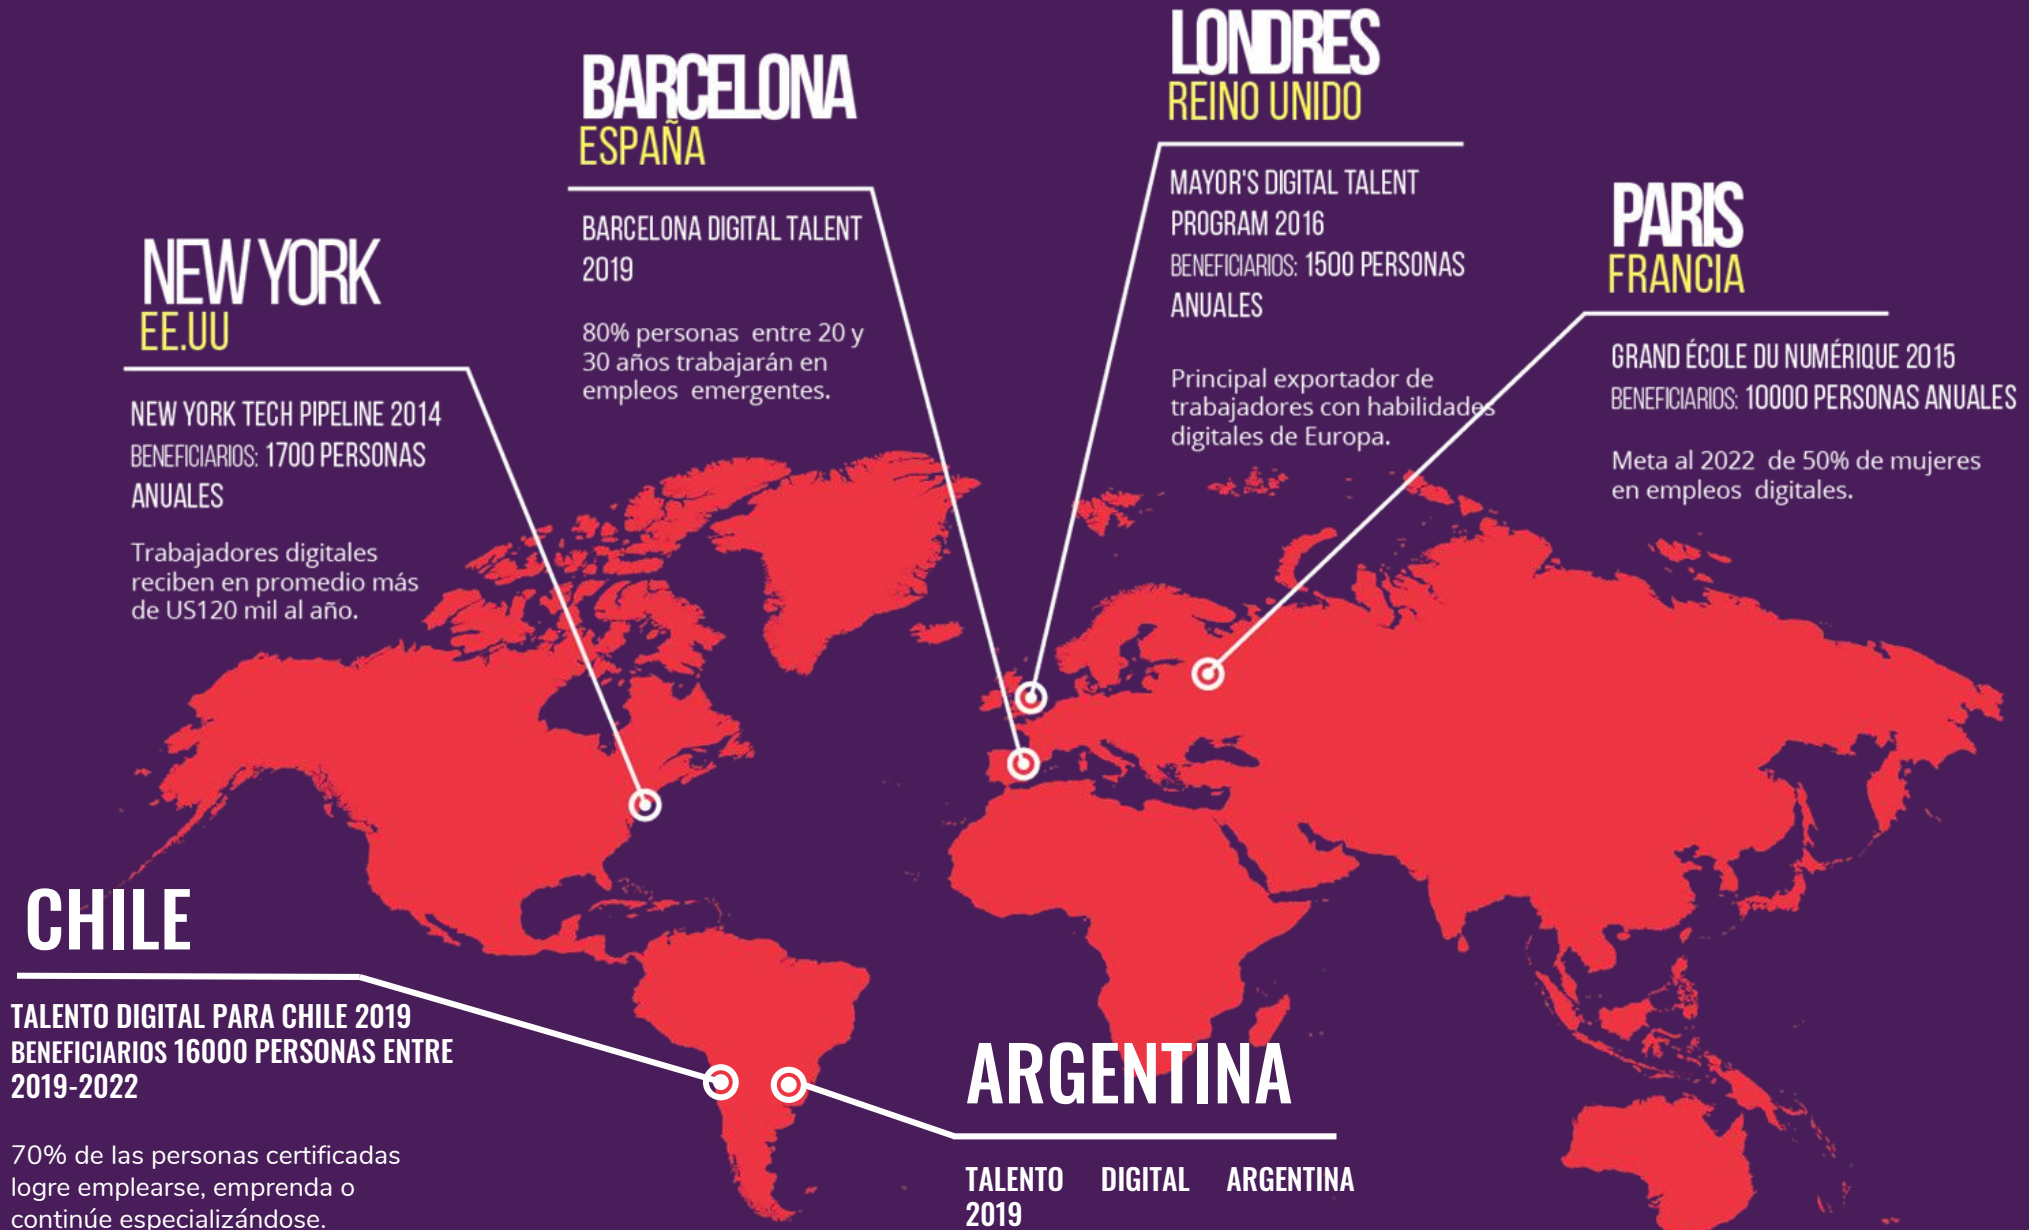 NEW YORK
EE.UU
NEW YORK TECH PIPELINE 2014
BENEFICIARIOS: 1700 PERSONAS
ANUALES
Trabajadores digitales
reciben en promedio más
de US120 mil al año.
BARCELONA
ESPAÑA
BARCELONA DIGITAL TALENT
2019
80% personas entre 20 y
30 años trabajarán en
empleos emergentes.
LONDRES
REINO UNIDO
MAYOR'S DIGITAL TALENT
PROGRAM 2016
BENEFICIARIOS: 1500 PERSONAS
ANUALES
Principal exportador de
trabajadores con habilidades
digitales de Europa.
PARIS
FRANCIA
GRAND ÉCOLE DU NUMÉRIQUE 2015
BENEFICIARIOS: 10000 PERSONAS ANUALES
Meta al 2022 de 50% de mujeres
en empleos digitales.
CHILE
TALENTO DIGITAL PARA CHILE 2019
BENEFICIARIOS 16000 PERSONAS ENTRE
2019-2022
70% de las personas certificadas
logre emplearse, emprenda o
continúe especializándose.
ARGENTINA
TALENTO DIGITAL ARGENTINA
2019